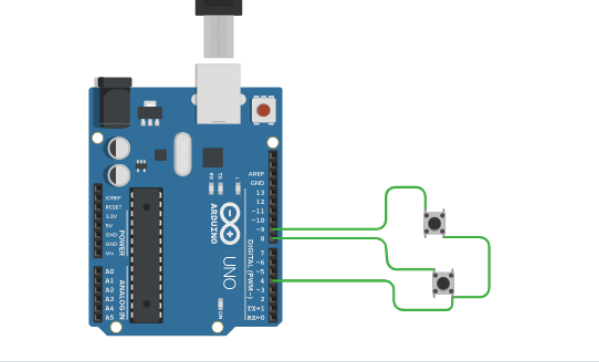 AREF
GND
13
12
~11
~10
~9
8
7
~6
~5
4
~3
2
TX→1
RX←0
DIGITAL (PWM~)
L
TX
RX
ARDUINO
UNO
ON
IOREF
RESET
3.3V
5V
GND
GND
Vin
POWER
A0
A1
A2
A3
A4
A5
ANALOG IN